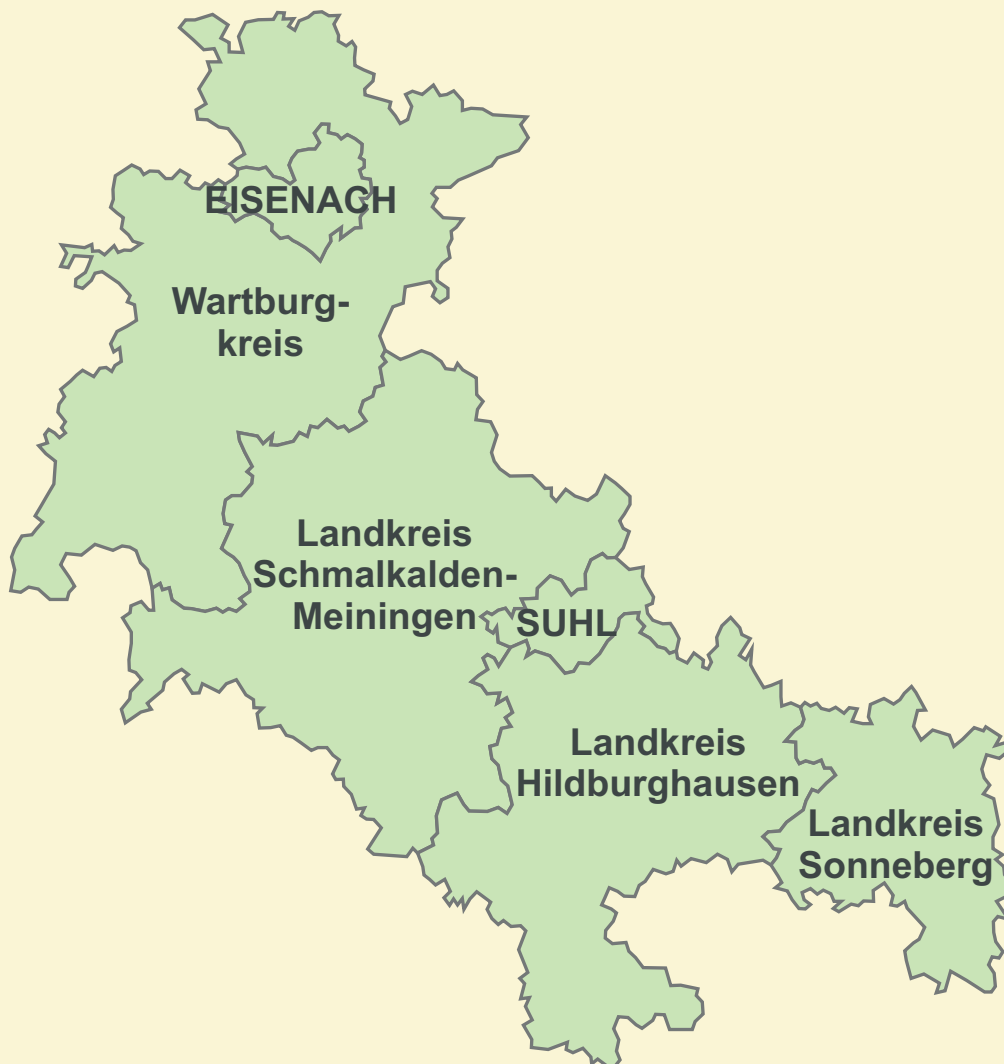 EISENACH
Wartburg-
kreis
Landkreis
Schmalkalden-
Meiningen
SUHL
Landkreis
Hildburghausen
Landkreis
Sonneberg